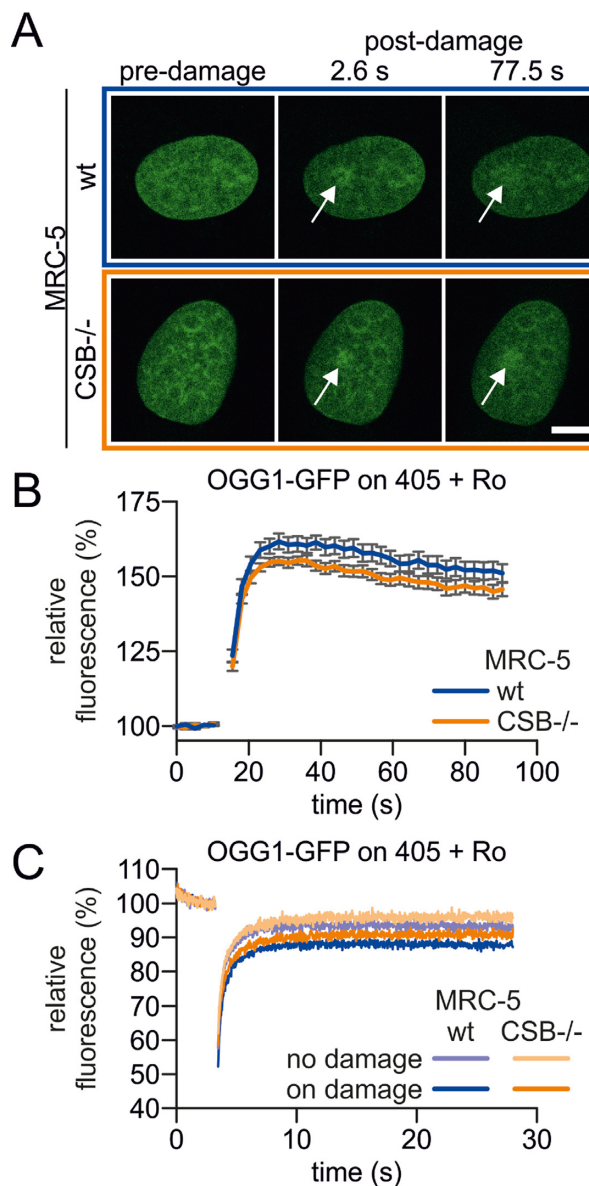 A
post-damage
pre-damage 2.6 s 77.5 s
MRC-5
wt
CSB-/-
B
OGG1-GFP on 405 + Ro
relative
fluorescence (%)
175
150
125
100
MRC-5
wt
CSB-/-
0 20 40 60 80 100
time (s)
C
OGG1-GFP on 405 + Ro
relative
fluorescence (%)
110
100
90
80
70
60
50
40
MRC-5
wt CSB-/-
no damage
on damage
0 10 20 30
time (s)